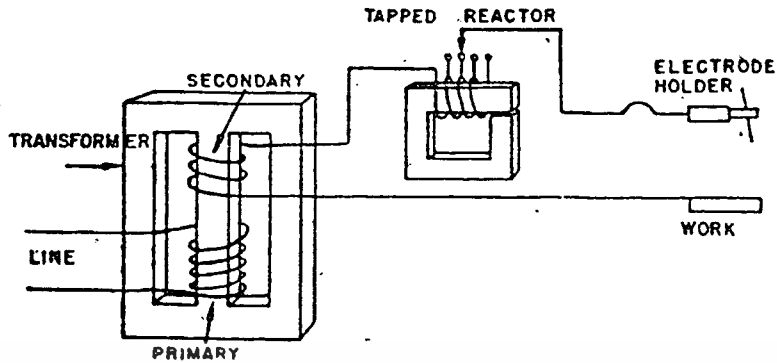 TAPPED REACTOR
SECONDARY
ELECTRODE
HOLDER
TRANSFORMER
LINE
WORK
PRIMARY